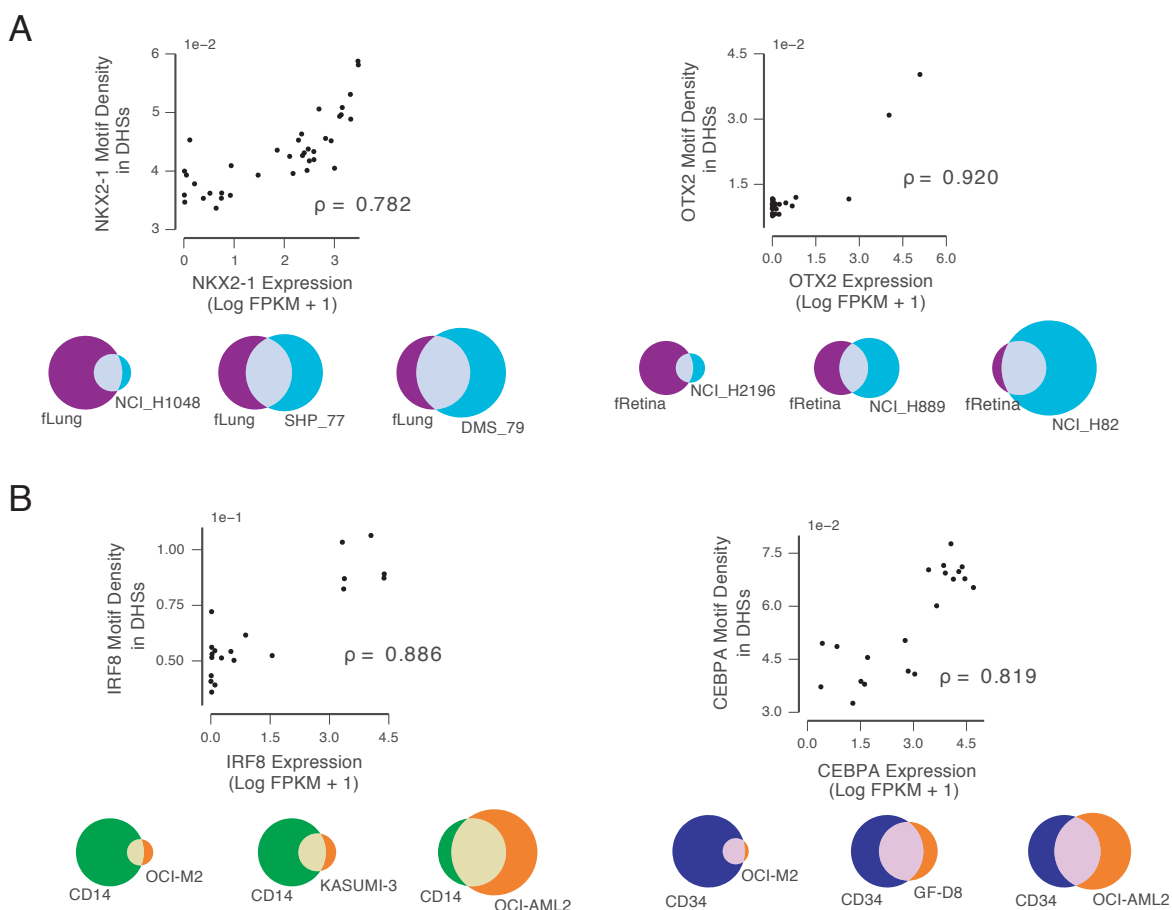 A
1e-2
6
5
4
3
NKX2-1 Motif Density
in DHSs
ρ = 0.782
0 1 2 3
NKX2-1 Expression
(Log FPKM + 1)
1e-2
4.5
3.0
1.5
OTX2 Motif Density
in DHSs
ρ = 0.920
0.0 1.5 3.0 4.5 6.0
OTX2 Expression
(Log FPKM + 1)
fLung
NCI_H1048
fLung
SHP_77
fLung
DMS_79
fRetina
NCI_H2196
fRetina
NCI_H889
fRetina
NCI_H82
B
1e-1
1.00
0.75
0.50
IRF8 Motif Density
in DHSs
ρ = 0.886
0.0 1.5 3.0 4.5
IRF8 Expression
(Log FPKM + 1)
1e-2
7.5
6.0
4.5
3.0
CEBPA Motif Density
in DHSs
ρ = 0.819
0.0 1.5 3.0 4.5
CEBPA Expression
(Log FPKM + 1)
CD14
OCI-M2
CD14
KASUMI-3
CD14
OCI-AML2
CD34
OCI-M2
CD34
GF-D8
CD34
OCI-AML2